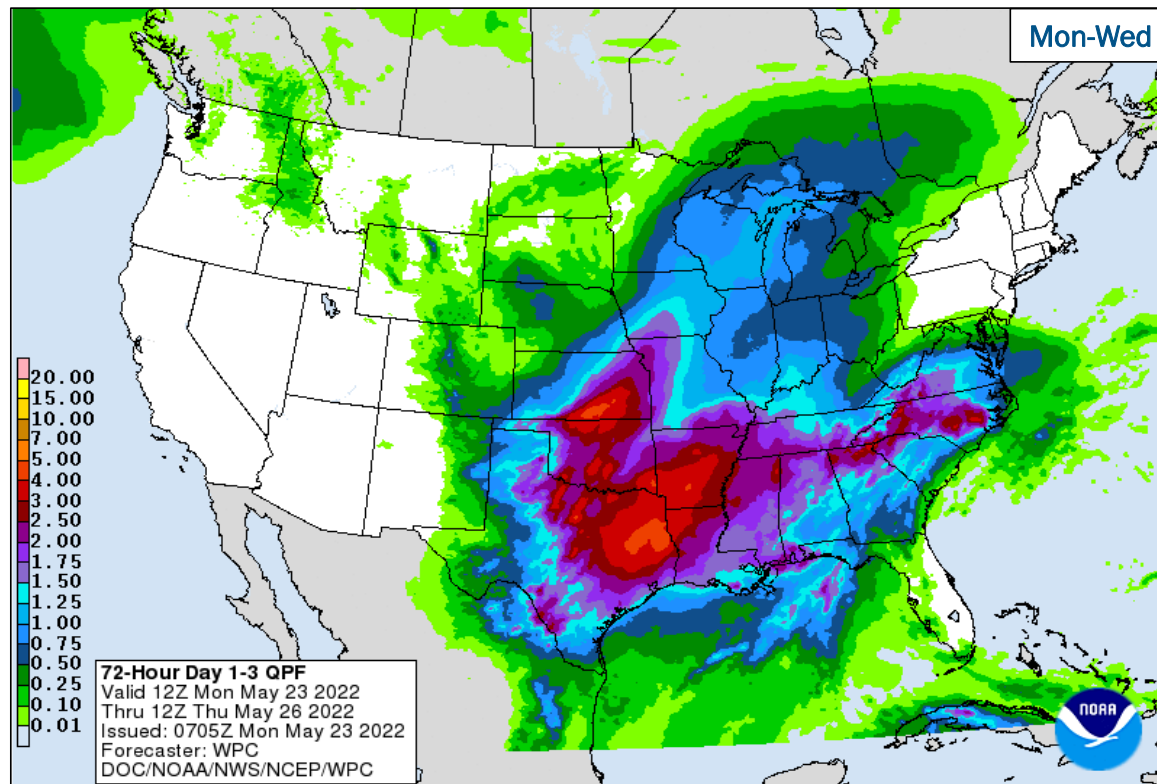 Mon-Wed
20.00
15.00
10.00
7.00
5.00
4.00
3.00
2.50
2.00
1.75
1.50
1.25
1.00
0.75
0.50
0.25
0.10
0.01
72-Hour Day 1-3 QPF
Valid 12Z Mon May 23 2022
Thru 12Z Thu May 26 2022
Issued: 0705Z Mon May 23 2022
Forecaster: WPC
DOC/NOAA/NWS/NCEP/WPC
NOAA